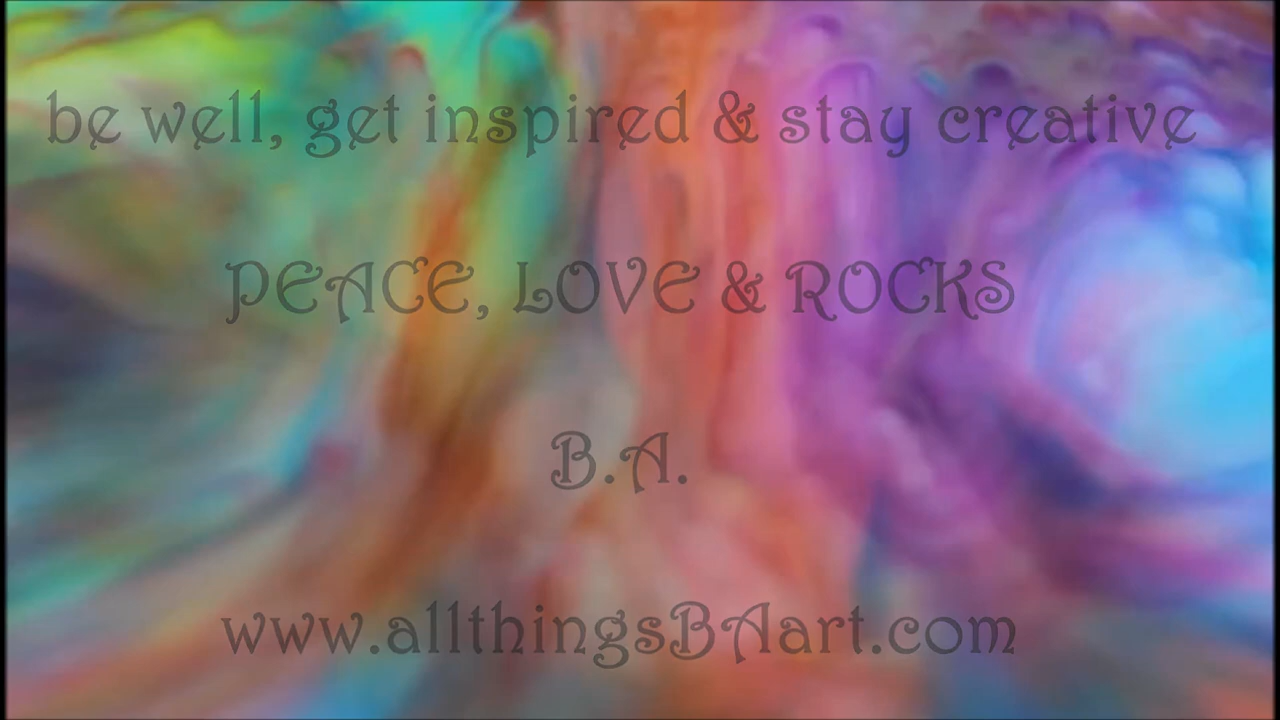 be well, get inspired & stay creative
PEACE, LOVE & ROCKS
B.A.
www.allthingsBAart.com